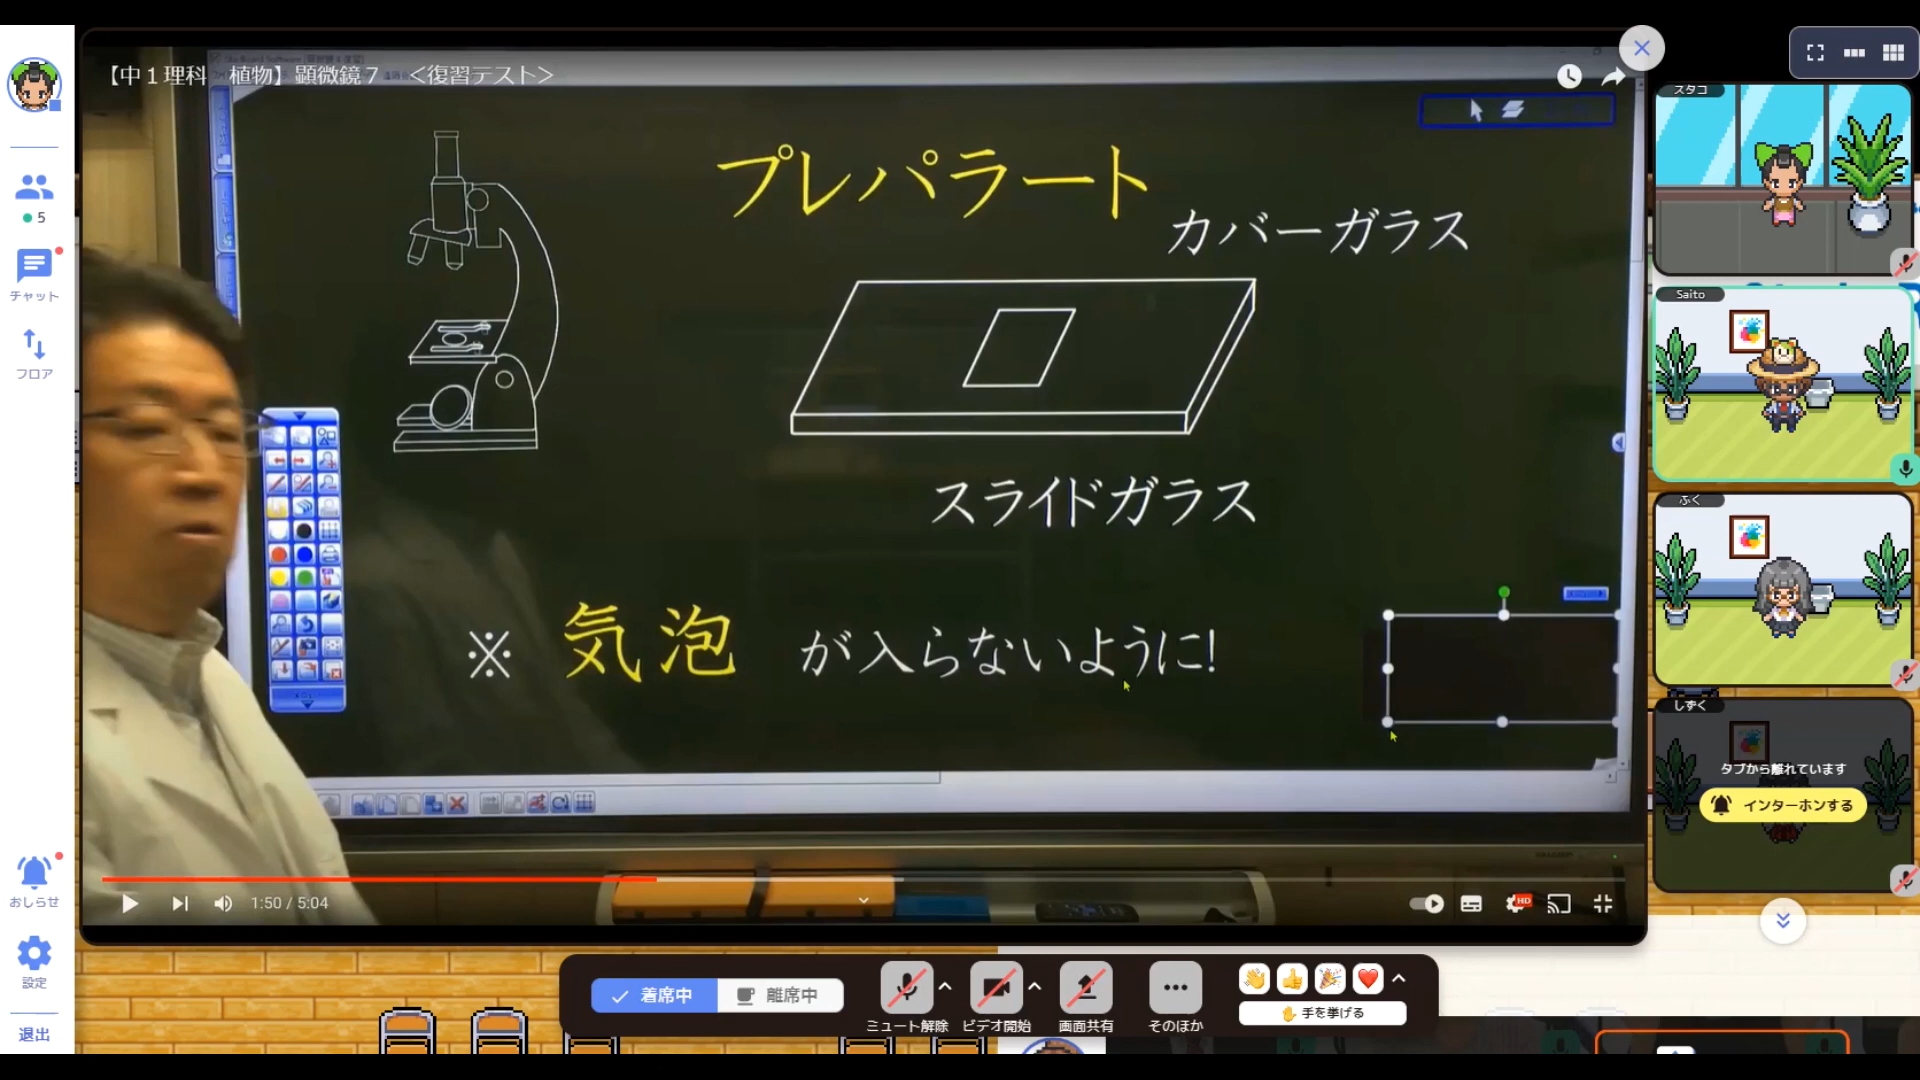 【中１理科　植物】顕微鏡７　＜復習テスト＞
プレパラート
カバーガラス
スライドガラス
※ 気泡 が入らないように!
1:50 / 5:04
HD
5
チャット
フロア
おしらせ
設定
退出
スタコ
Saito
ふく
しずく
タブから離れています
インターホンする
着席中
離席中
ミュート解除
ビデオ開始
画面共有
そのほか
手を挙げる